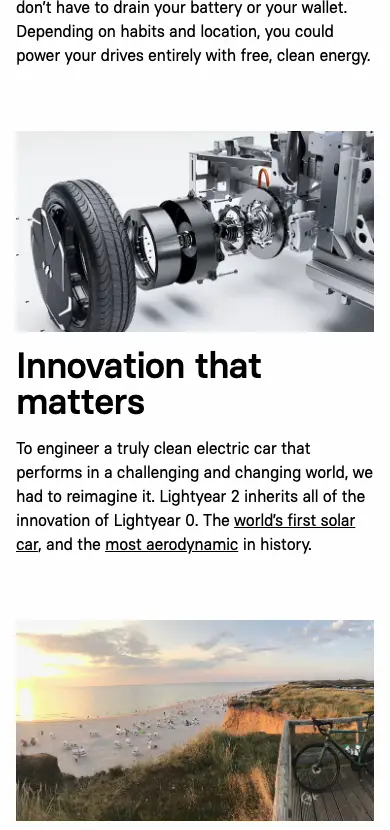 don’t have to drain your battery or your wallet.
Depending on habits and location, you could
power your drives entirely with free, clean energy.
Innovation that
matters
To engineer a truly clean electric car that
performs in a challenging and changing world, we
had to reimagine it. Lightyear 2 inherits all of the
innovation of Lightyear 0. The world’s first solar
car, and the most aerodynamic in history.